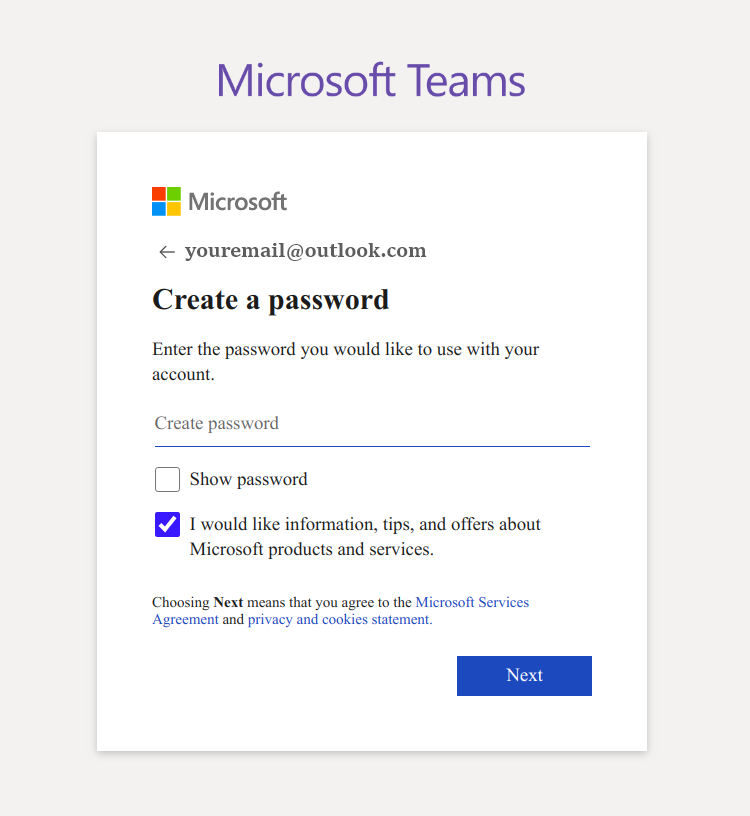 Microsoft Teams
Microsoft
← youremail@outlook.com
Create a password
Enter the password you would like to use with your
account.
Create password
Show password
I would like information, tips, and offers about
Microsoft products and services.
Choosing Next means that you agree to the Microsoft Services
Agreement and privacy and cookies statement.
Next